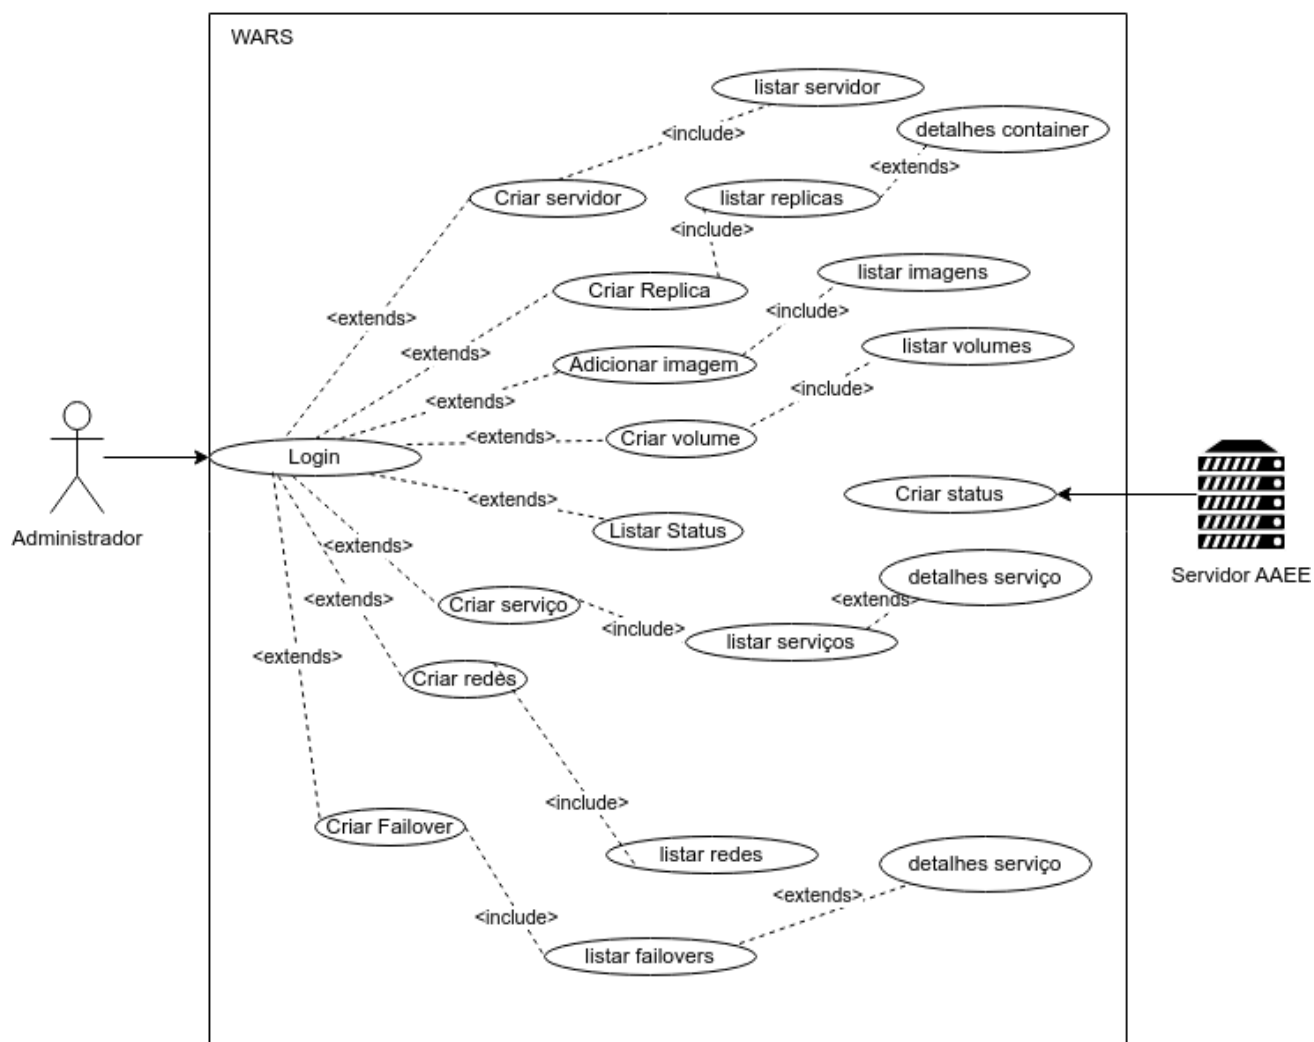 WARS
listar servidor
<include>
detalhes container
<extends>
Criar servidor
listar replicas
<include>
listar imagens
Criar Replica
<include>
<extends>
listar volumes
<extends>
Adicionar imagem
<include>
<extends>
Criar volume
<extends>
Login
Criar status
<extends>
Listar Status
Administrador
<extends>
Servidor AAEE
detalhes serviço
<extends>
<extends>
Criar serviço
<include>
listar serviços
<extends>
Criar redes
<include>
Criar Failover
listar redes
detalhes serviço
<extends>
<include>
listar failovers